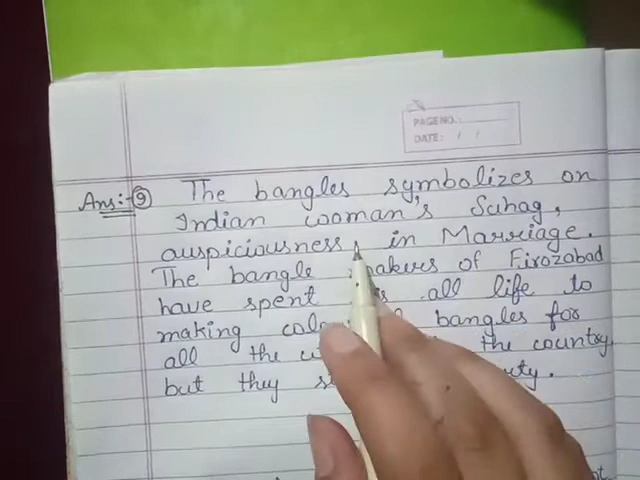 PAGE NO.:
DATE: / /
Ans:-9 The bangles symbolizes on
Indian woman's Suhag,
auspiciousness in Marriage.
The bangle makers of Firozabad
have spent all life to
making bangles for
all the the country
but they